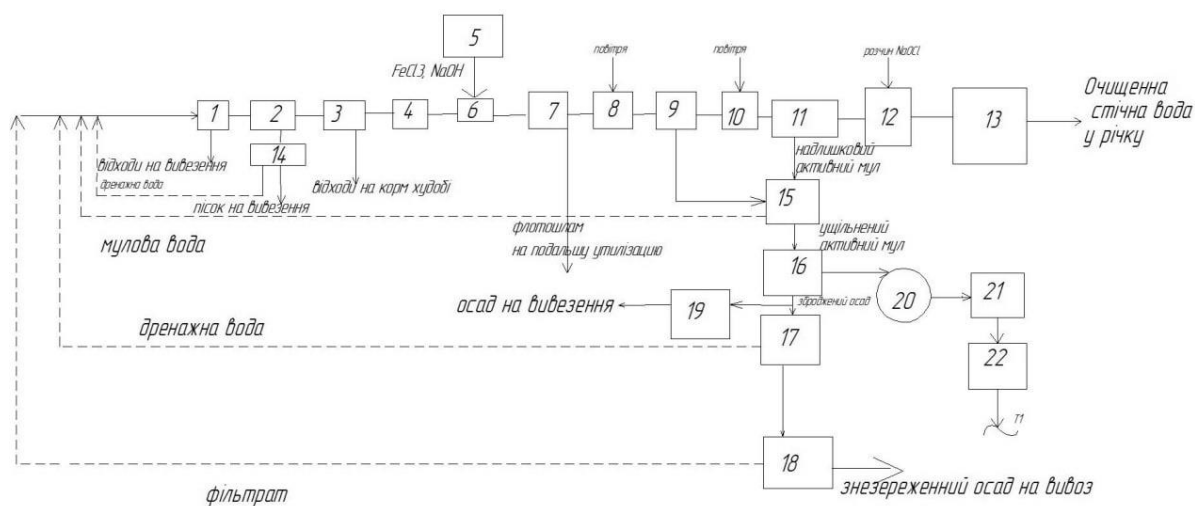 5
FeCl3, NaOH
повітря
повітря
розчин NaOCl
1
2
3
4
6
7
8
9
10
11
12
13
Очищенна
стічна вода
у річку
відходи на вивезення
дренажна вода
14
пісок на вивезення
відходи на корм худобі
надлишковий
активний мул
15
мулова вода
флотошлам
на подальшу утилізацію
ущільнений
активний мул
16
20
21
осад на вивезення
19
зброджений осад
дренажна вода
17
22
Т1
18
фільтрат
знезереженний осад на вивоз